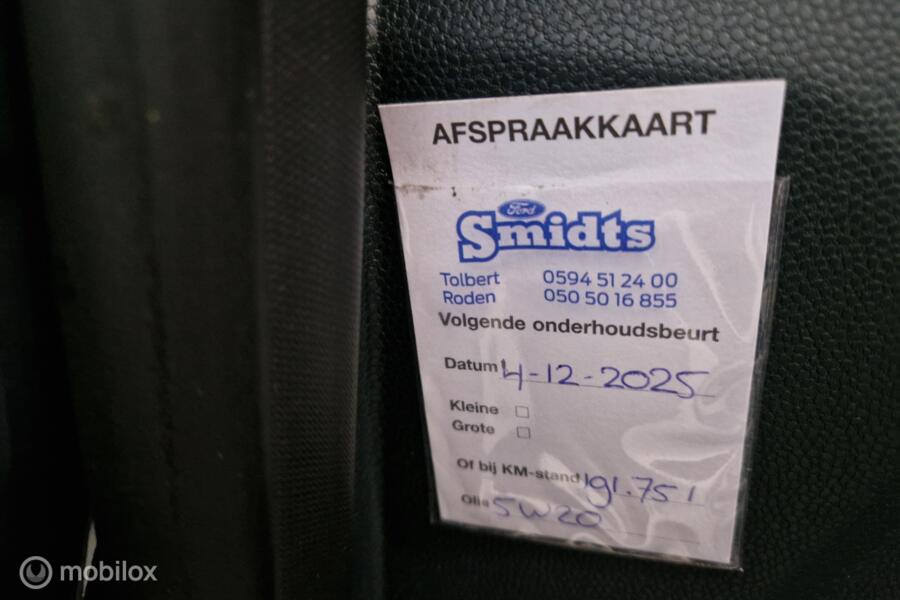 AFSPRAAKKAART
Ford
Smidts
Tolbert 0594 51 24 00
Roden 050 50 16 855
Volgende onderhoudsbeurt
Datum 4-12-2025
Kleine
Grote
Of bij KM-stand 191.751
Olie 5W20
mobilox